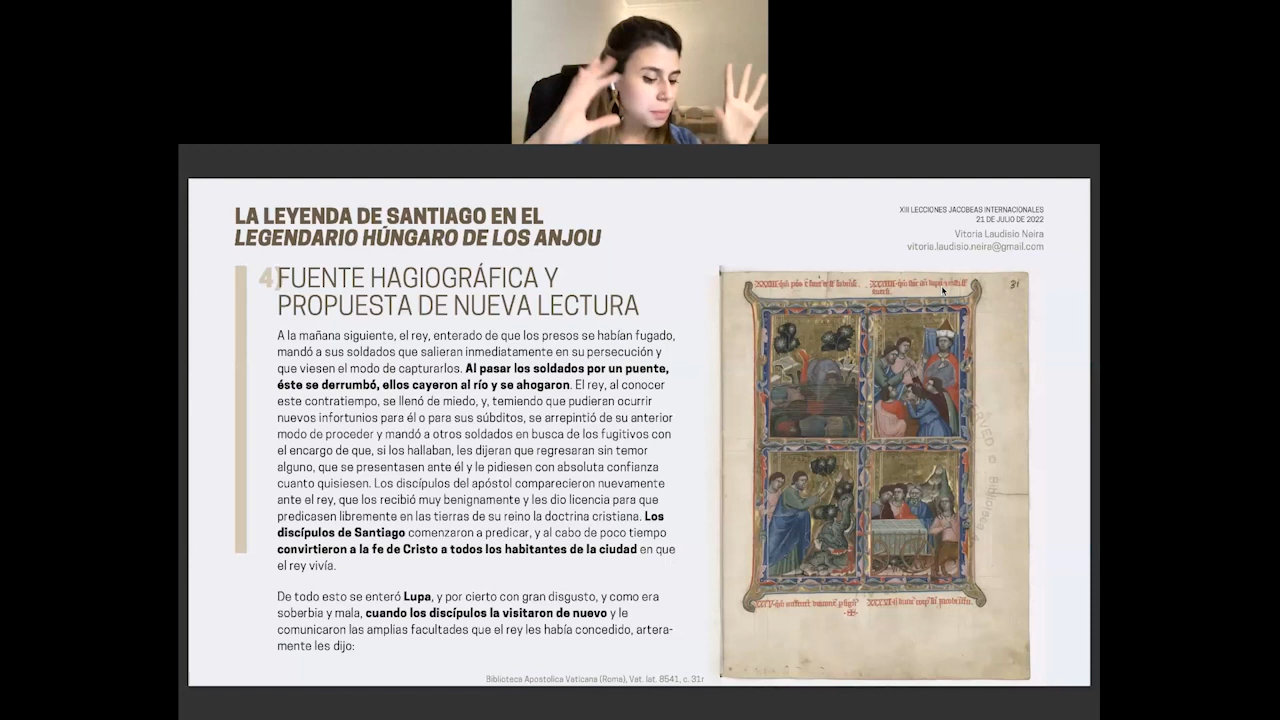 LA LEYENDA DE SANTIAGO EN EL
LEGENDARIO HÚNGARO DE LOS ANJOU
XIII LECCIONES JACOBEAS INTERNACIONALES
21 DE JULIO DE 2022
Vitoria Laudisio Neira
vitoria.laudisio.neira@gmail.com
4)FUENTE HAGIOGRÁFICA Y
PROPUESTA DE NUEVA LECTURA
A la mañana siguiente, el rey, enterado de que los presos se habían fugado,
mandó a sus soldados que salieran inmediatamente en su persecución y
que viesen el modo de capturarlos. Al pasar los soldados por un puente,
éste se derrumbó, ellos cayeron al río y se ahogaron. El rey, al conocer
este contratiempo, se llenó de miedo, y, temiendo que pudieran ocurrir
nuevos infortunios para él o para sus súbditos, se arrepintió de su anterior
modo de proceder y mandó a otros soldados en busca de los fugitivos con
el encargo de que, si los hallaban, les dijeran que regresaran sin temor
alguno, que se presentasen ante él y le pidiesen con absoluta confianza
cuanto quisiesen. Los discípulos del apóstol comparecieron nuevamente
ante el rey, que los recibió muy benignamente y les dio licencia para que
predicasen libremente en las tierras de su reino la doctrina cristiana. Los
discípulos de Santiago comenzaron a predicar, y al cabo de poco tiempo
convirtieron a la fe de Cristo a todos los habitantes de la ciudad en que
el rey vivía.
De todo esto se enteró Lupa, y por cierto con gran disgusto, y como era
soberbia y mala, cuando los discípulos la visitaron de nuevo y le
comunicaron las amplias facultades que el rey les había concedido, artera-
mente les dijo:
Biblioteca Apostolica Vaticana (Roma), Vat. lat. 8541, c. 31r
31